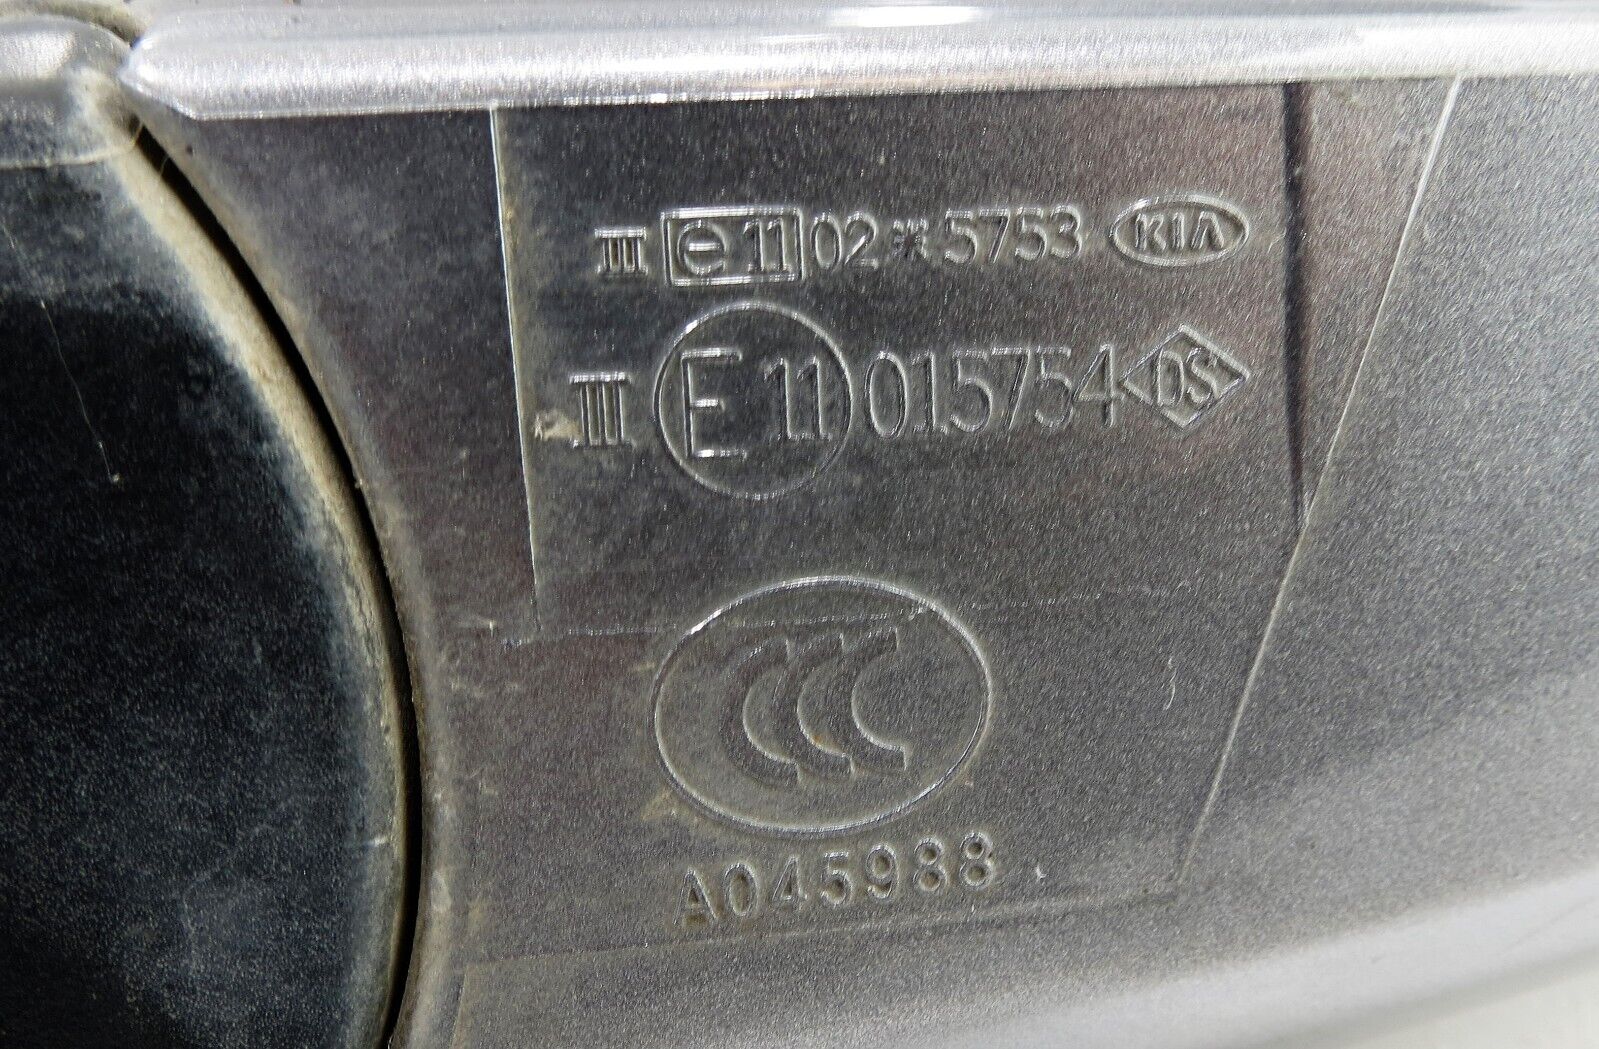 III e 11 02*5753 KIA
III E 11 015754 DS
CCC
A045988